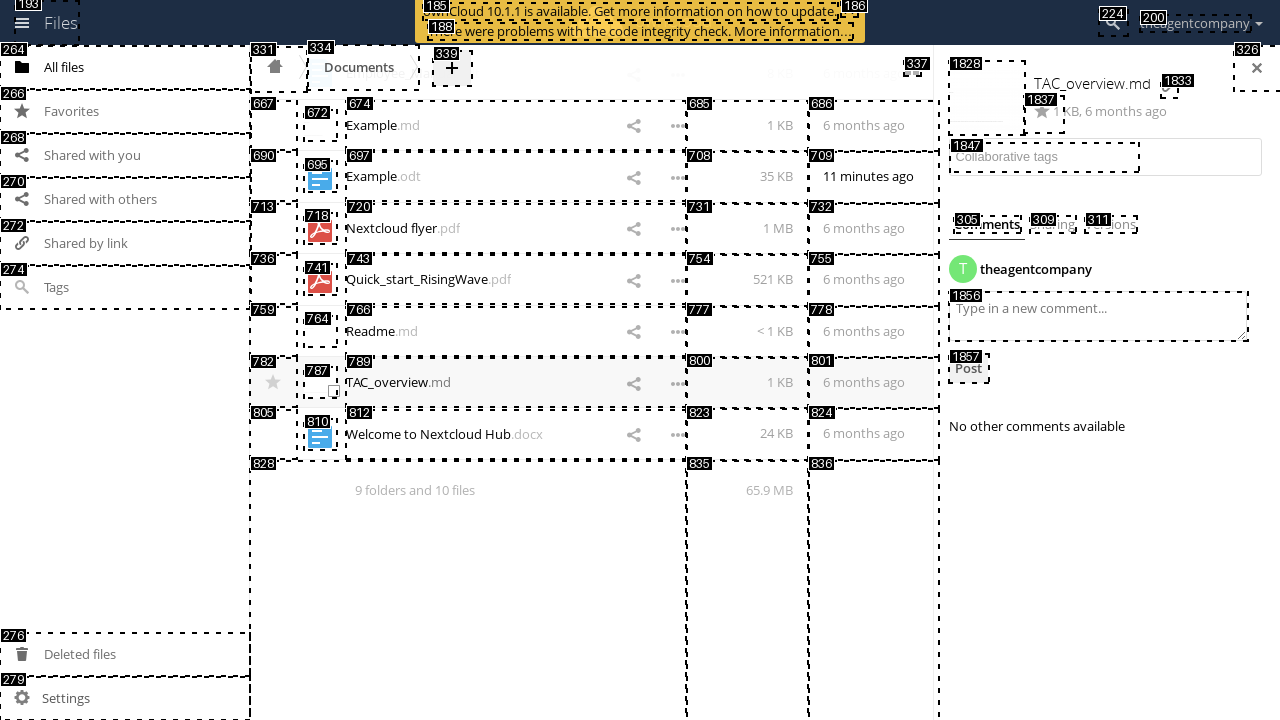 193
Files
185
ownCloud 10.1.1 is available. Get more information on how to update.
186
188
There were problems with the code integrity check. More information…
224
200
theagentcompany
264
All files
266
Favorites
268
Shared with you
270
Shared with others
272
Shared by link
274
Tags
276
Deleted files
279
Settings
331
334
Documents
339
337
667
672
674
Example.md
685
1 KB
686
6 months ago
690
695
697
Example.odt
708
35 KB
709
11 minutes ago
713
718
720
Nextcloud flyer.pdf
731
1 MB
732
6 months ago
736
741
743
Quick_start_RisingWave.pdf
754
521 KB
755
6 months ago
759
764
766
Readme.md
777
< 1 KB
778
6 months ago
782
787
789
TAC_overview.md
800
1 KB
801
6 months ago
805
810
812
Welcome to Nextcloud Hub.docx
823
24 KB
824
6 months ago
828
9 folders and 10 files
835
65.9 MB
836
326
1828
TAC_overview.md
1833
1837
1 KB, 6 months ago
1847
Collaborative tags
305
Comments
309
Sharing
311
Versions
T
theagentcompany
1856
Type in a new comment...
1857
Post
No other comments available